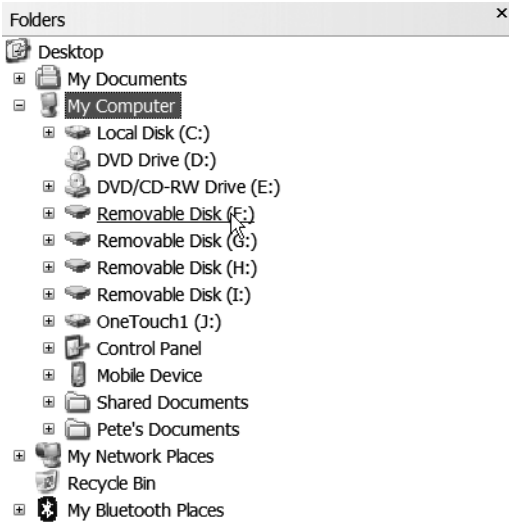 Folders
Desktop
My Documents
My Computer
Local Disk (C:)
DVD Drive (D:)
DVD/CD-RW Drive (E:)
Removable Disk (F:)
Removable Disk (G:)
Removable Disk (H:)
Removable Disk (I:)
OneTouch1 (J:)
Control Panel
Mobile Device
Shared Documents
Pete's Documents
My Network Places
Recycle Bin
My Bluetooth Places